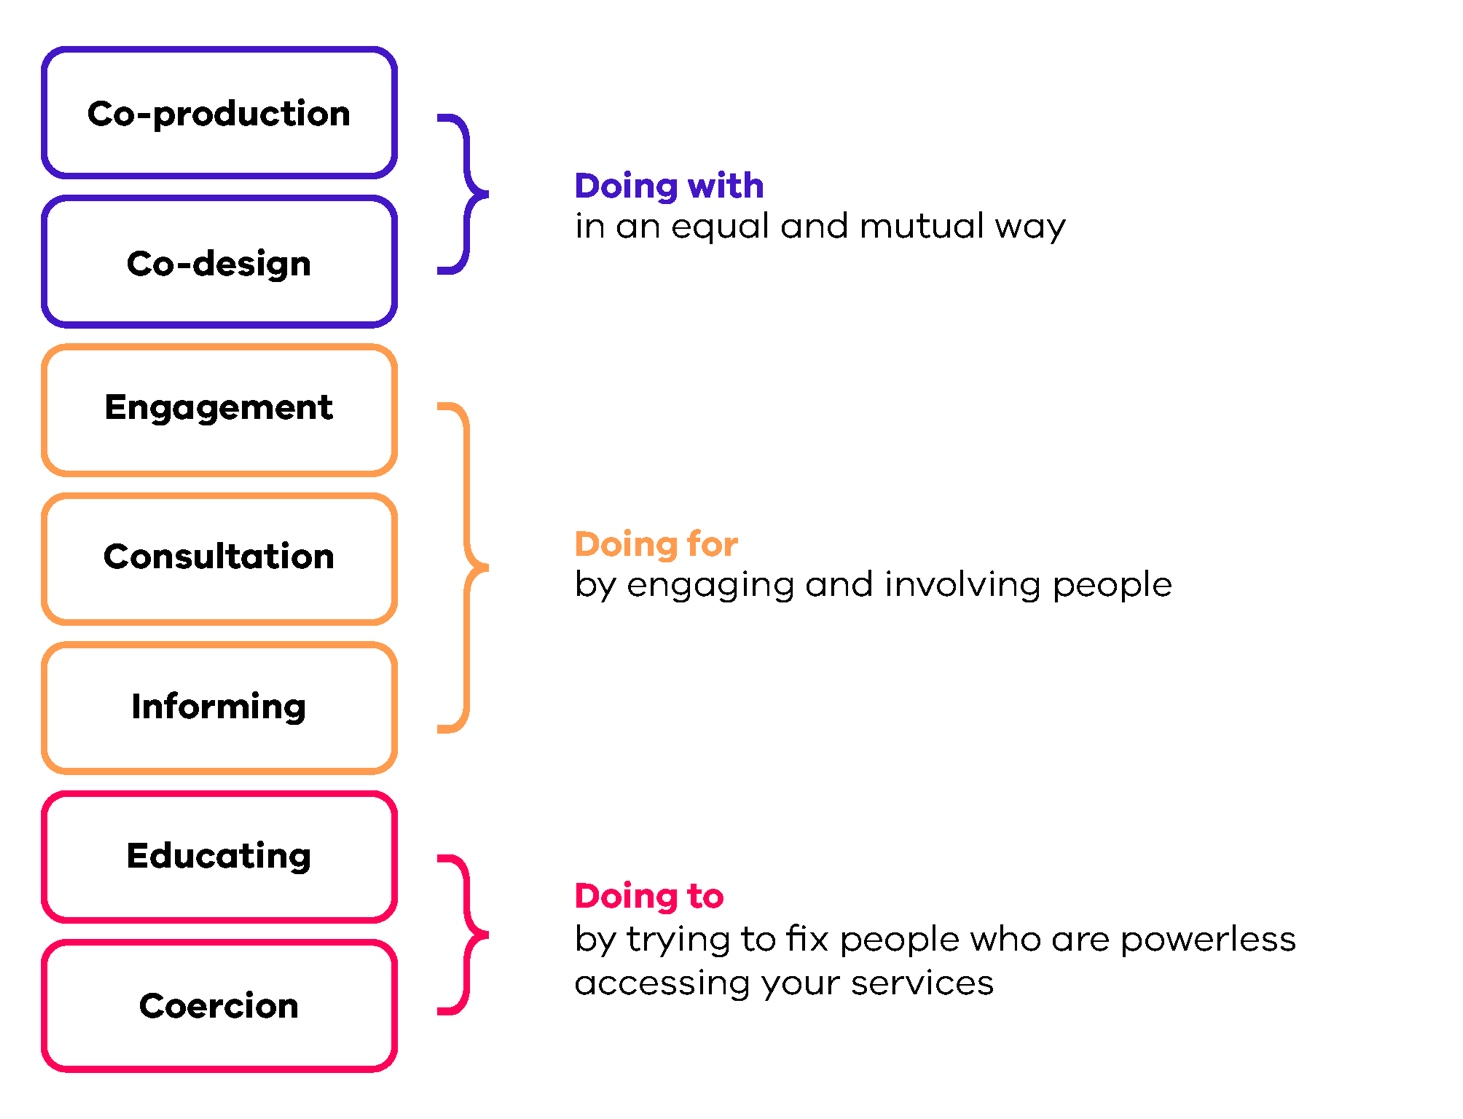 Co-production
Co-design
Doing with
in an equal and mutual way
Engagement
Consultation
Informing
Doing for
by engaging and involving people
Educating
Coercion
Doing to
by trying to fix people who are powerless
accessing your services